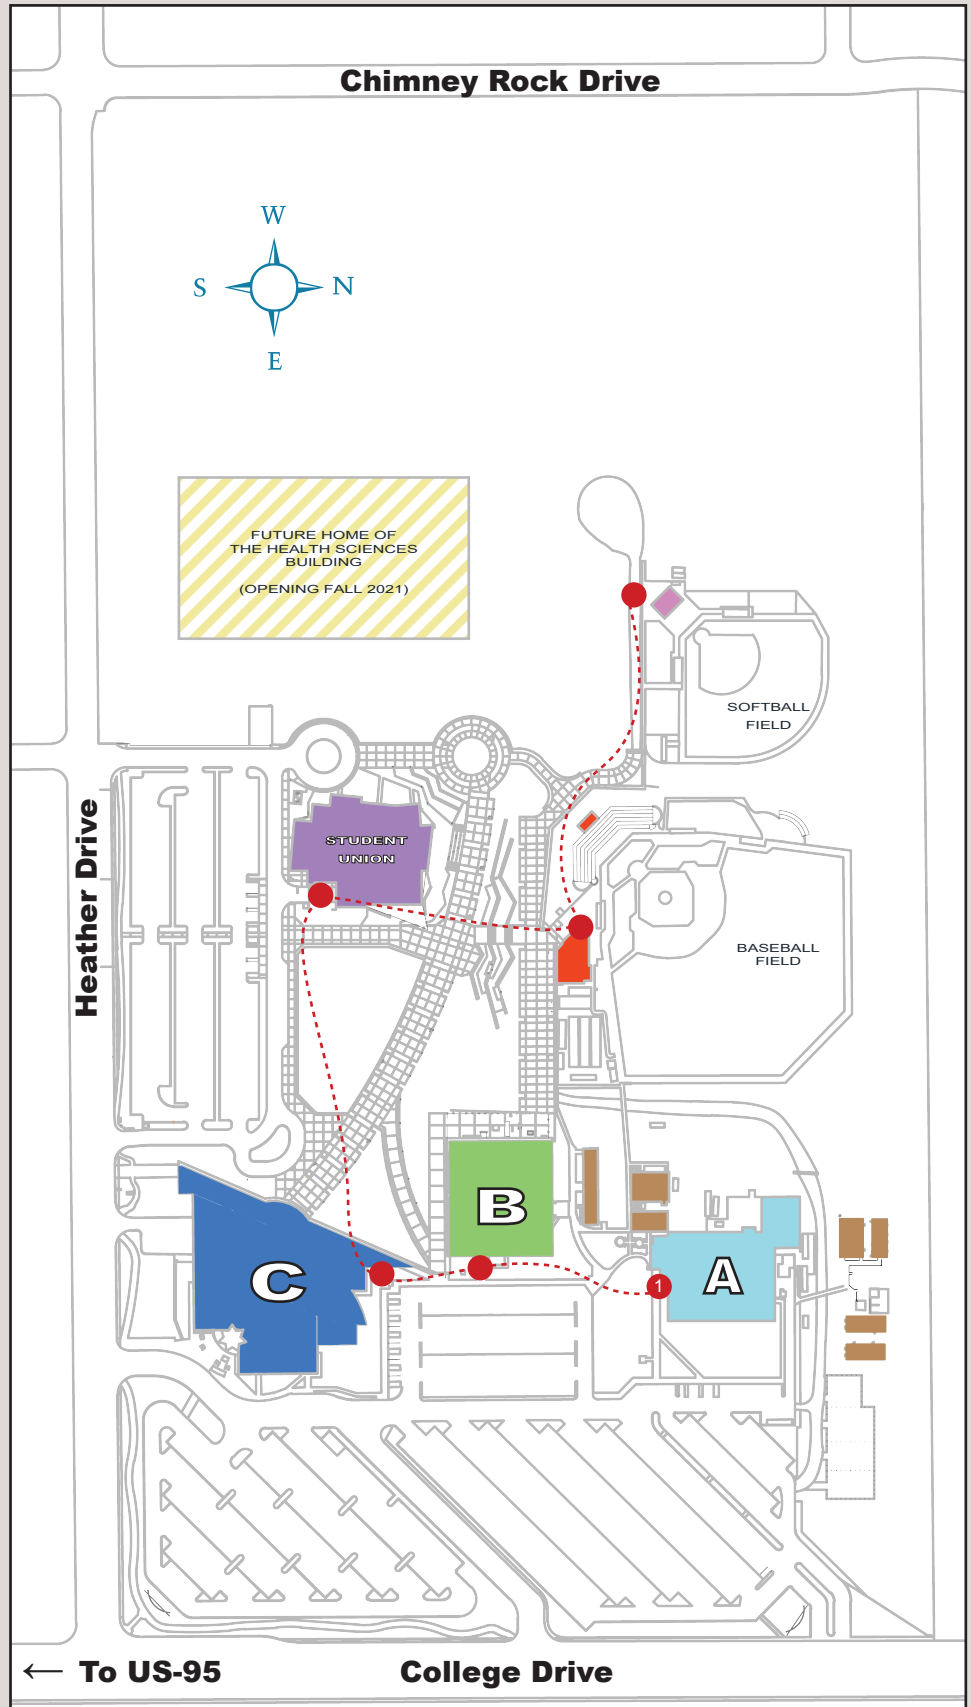 Chimney Rock Drive
W
S
N
E
FUTURE HOME OF
THE HEALTH SCIENCES
BUILDING
(OPENING FALL 2021)
SOFTBALL
FIELD
STUDENT
UNION
Heather Drive
BASEBALL
FIELD
B
C
A
1
← To US-95
College Drive